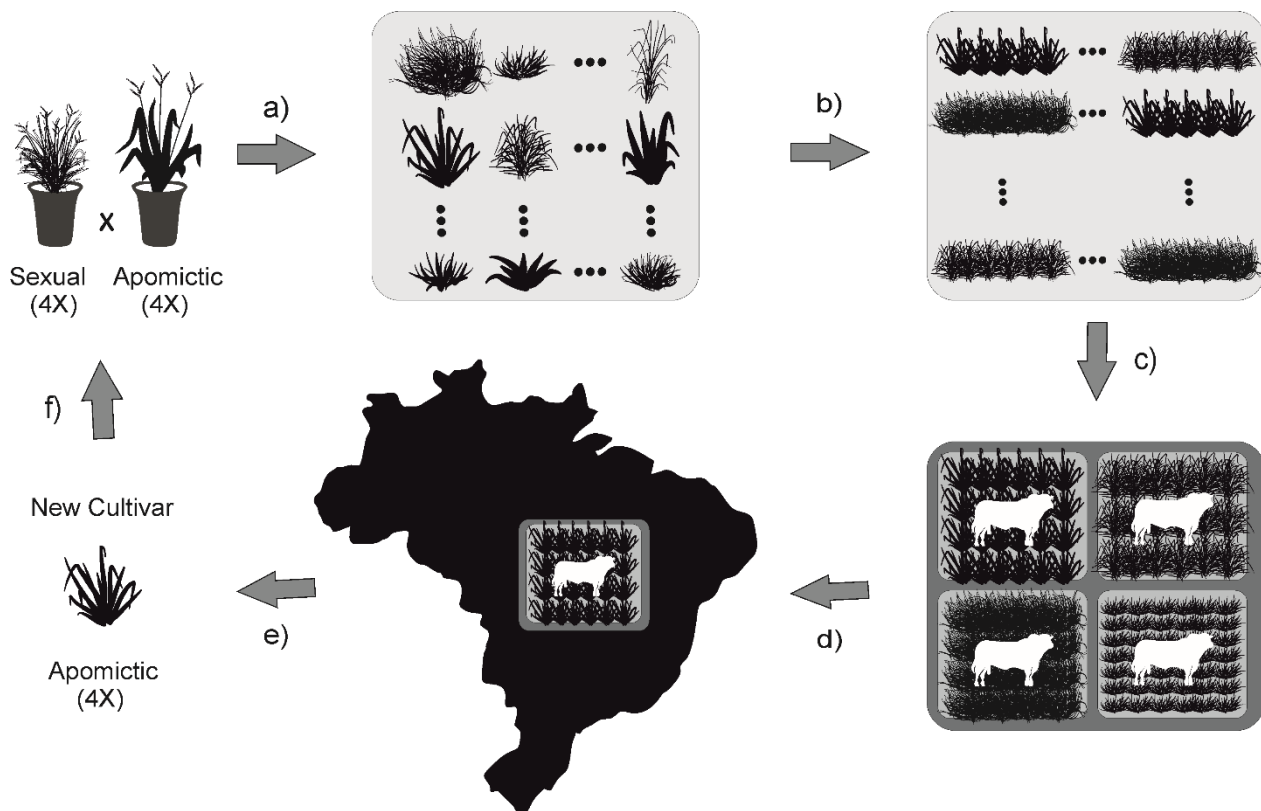 a)
b)
x
Sexual
(4X)
Apomictic
(4X)
c)
f)
New Cultivar
Apomictic
(4X)
e)
d)